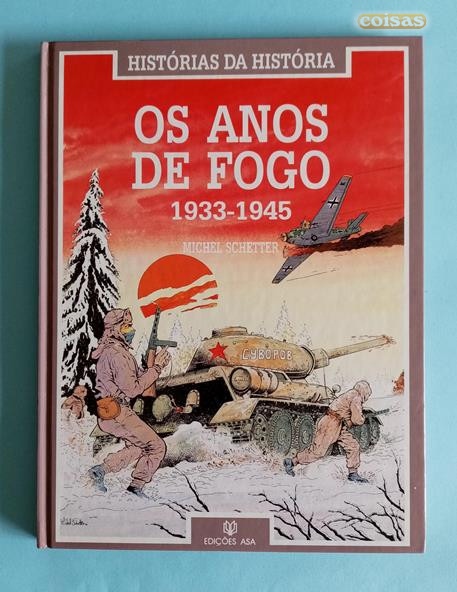 coisas
HISTÓRIAS DA HISTÓRIA
OS ANOS
DE FOGO
1933-1945
MICHEL SCHETTER
СУВОРОВ
EDIÇÕES ASA